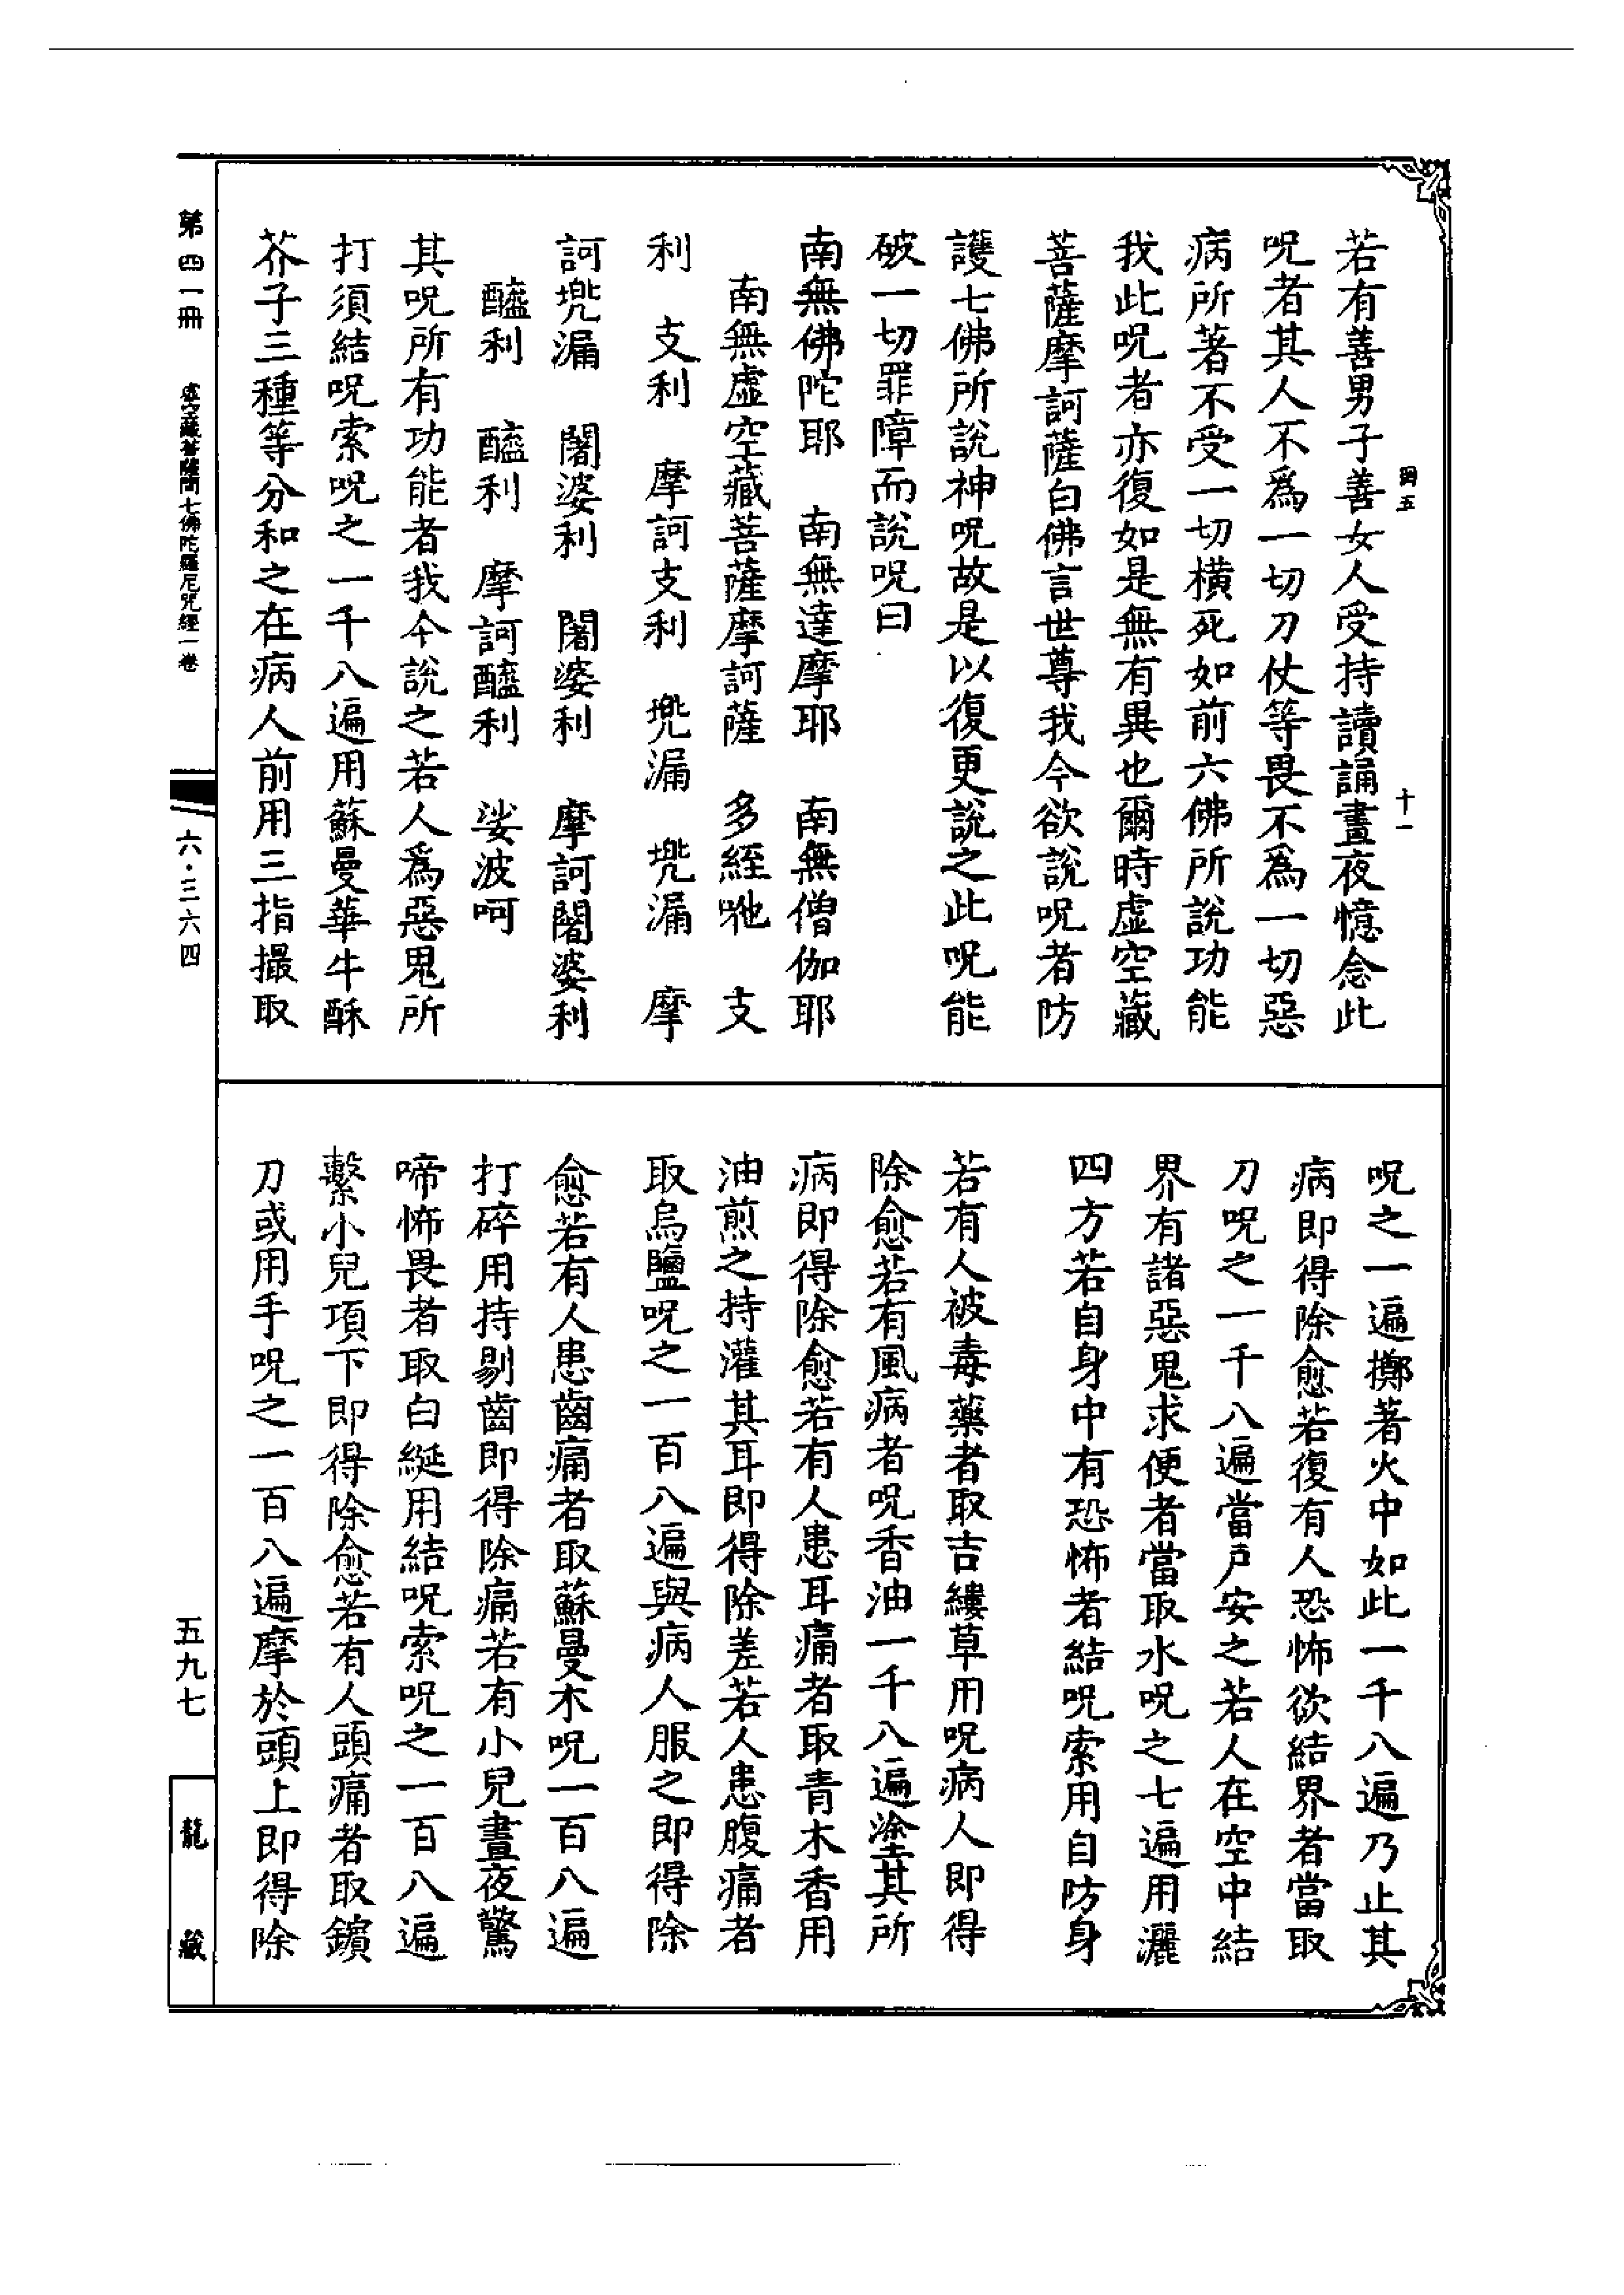 若有善男子善女人受持讀誦晝夜憶念此
呪者其人不為一切刀仗等畏不為一切惡
病所著不受一切橫死如前六佛所說功能
我此呪者亦復如是無有異也爾時虛空藏
菩薩摩訶薩白佛言世尊我今欲說呪者防
護七佛所說神呪故是以復更說之此呪能
破一切罪障而說呪曰
南無佛陀耶　南無達摩耶　南無僧伽耶
南無虛空藏菩薩摩訶薩　多絰吔　支
利　支利　摩訶支利　兠漏　兠漏　摩
訶兠漏　闍婆利　闍婆利　摩訶闍婆利
醯利　醯利　摩訶醯利　娑波呵
其呪所有功能者我今說之若人為惡鬼所
打須結呪索呪之一千八遍用蘇曼華牛酥
芥子三種等分和之在病人前用三指撮取
十一
呪之一遍擲著火中如此一千八遍乃止其
病即得除愈若復有人恐怖欲結界者當取
刀呪之一千八遍當戶安之若人在空中結
界有諸惡鬼求便者當取水呪之七遍用灑
四方若自身中有恐怖者結呪索用自防身
若有人被毒藥者取吉縷草用呪病人即得
除愈若有風病者呪香油一千八遍塗其所
病即得除愈若有人患耳痛者取青木香用
油煎之持灌其耳即得除差若人患腹痛者
取烏鹽呪之一百八遍與病人服之即得除
愈若有人患齒痛者取蘇曼木呪一百八遍
打碎用持剔齒即得除痛若有小兒晝夜驚
啼怖畏者取白綖用結呪索呪之一百八遍
繫小兒項下即得除愈若有人頭痛者取鑌
刀或用手呪之一百八遍摩於頭上即得除
第四一冊　虛空藏菩薩問七佛陀羅尼咒經一卷
六·三六四
五九七
龍藏